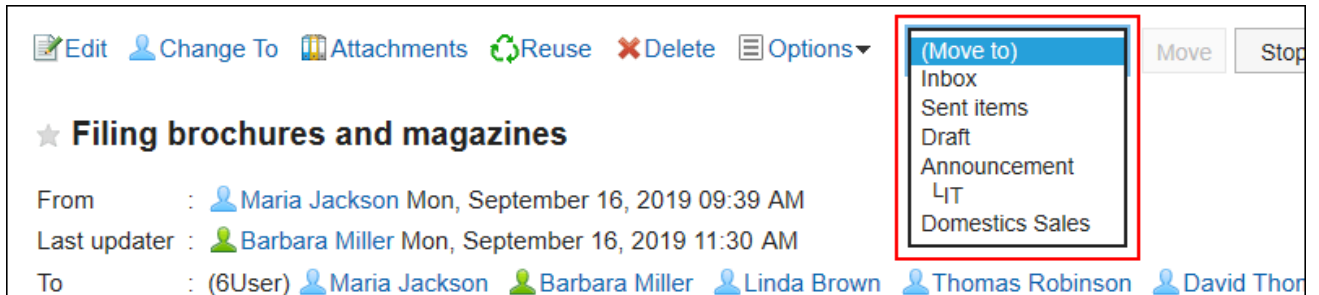 Edit Change To Attachments Reuse Delete Options (Move to) Move Stop
Inbox
Sent items
Draft
Announcement
└IT
Domestics Sales
Filing brochures and magazines
From : Maria Jackson Mon, September 16, 2019 09:39 AM
Last updater : Barbara Miller Mon, September 16, 2019 11:30 AM
To : (6User) Maria Jackson Barbara Miller Linda Brown Thomas Robinson David